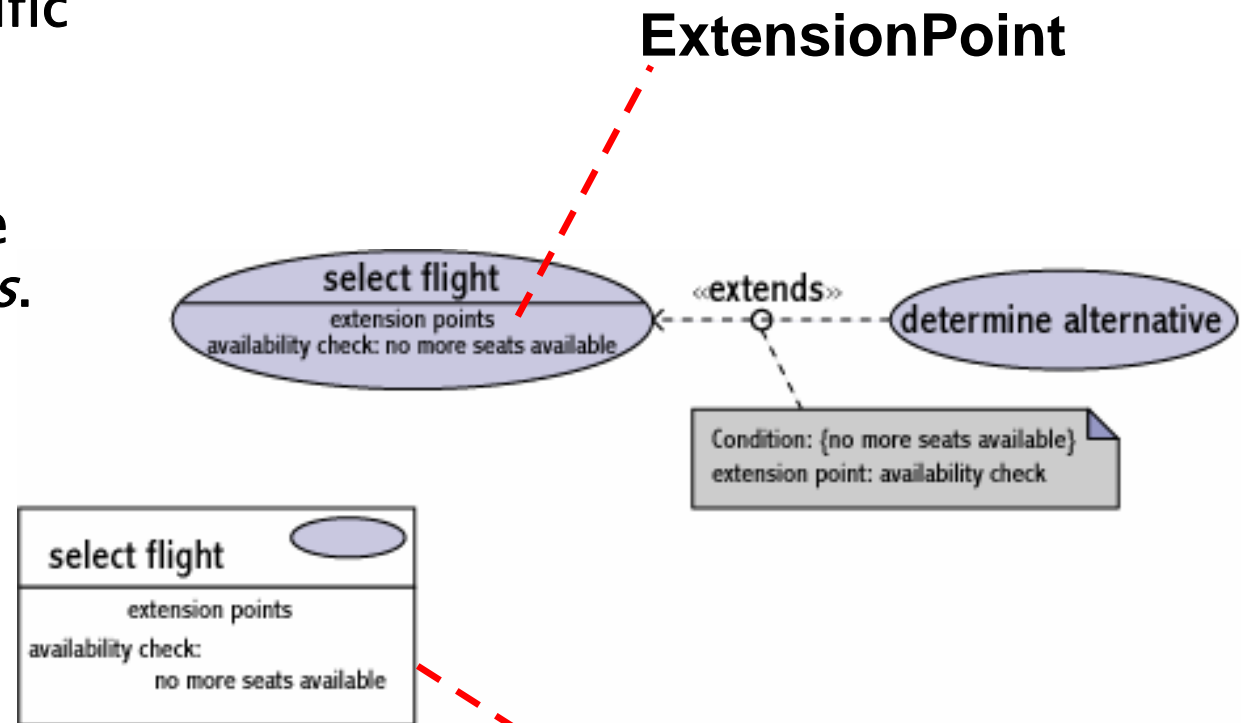 ific
ExtensionPoint
e
s.
select flight
extension points
availability check: no more seats available
«extends»
determine alternative
Condition: {no more seats available}
extension point: availability check
select flight
extension points
availability check:
no more seats available